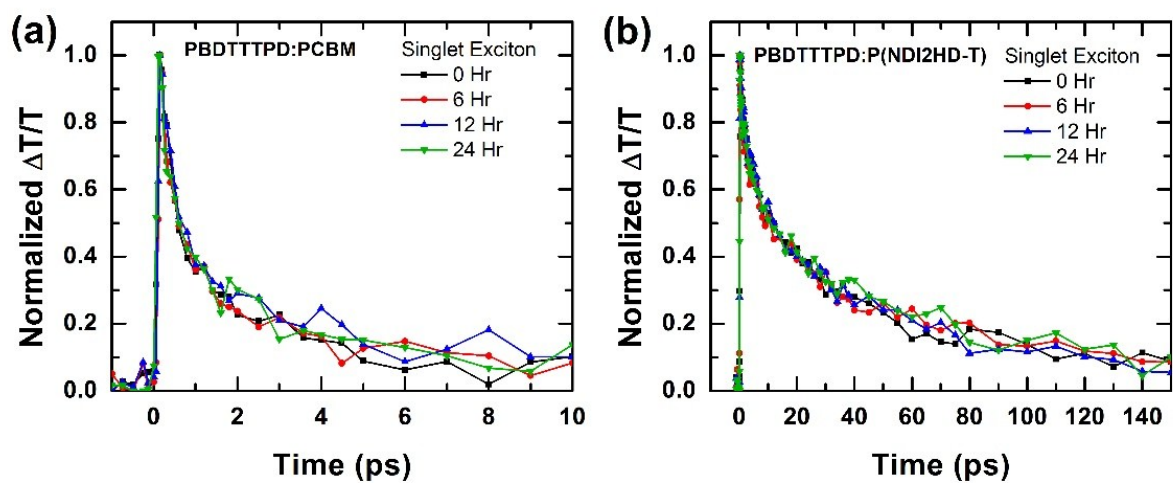 (a)
PBDTTTPD:PCBM
Singlet Exciton
0 Hr
6 Hr
12 Hr
24 Hr
Normalized ΔT/T
1.0
0.8
0.6
0.4
0.2
0.0
0 2 4 6 8 10
Time (ps)
(b)
PBDTTTPD:P(NDI2HD-T)
Singlet Exciton
0 Hr
6 Hr
12 Hr
24 Hr
Normalized ΔT/T
1.0
0.8
0.6
0.4
0.2
0.0
0 20 40 60 80 100 120 140
Time (ps)